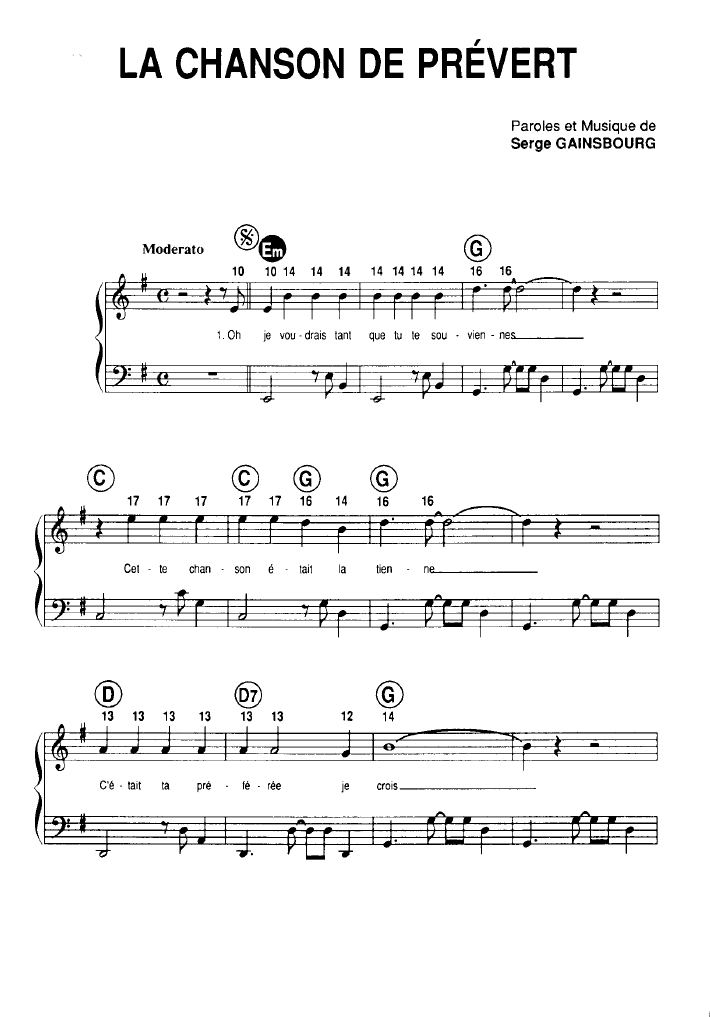 LA CHANSON DE PRÉVERT
Paroles et Musique de
Serge GAINSBOURG
Moderato Em G
10 10 14 14 14 14 14 14 14 16 16
1. Oh je vou - drais tant que tu te sou - vien - nes
C C G G
17 17 17 17 17 16 14 16 16
Cet - te chan - son é - tait la tien - ne
D D7 G
13 13 13 13 13 13 12 14
C'é - tait ta pré - fé - rée je crois